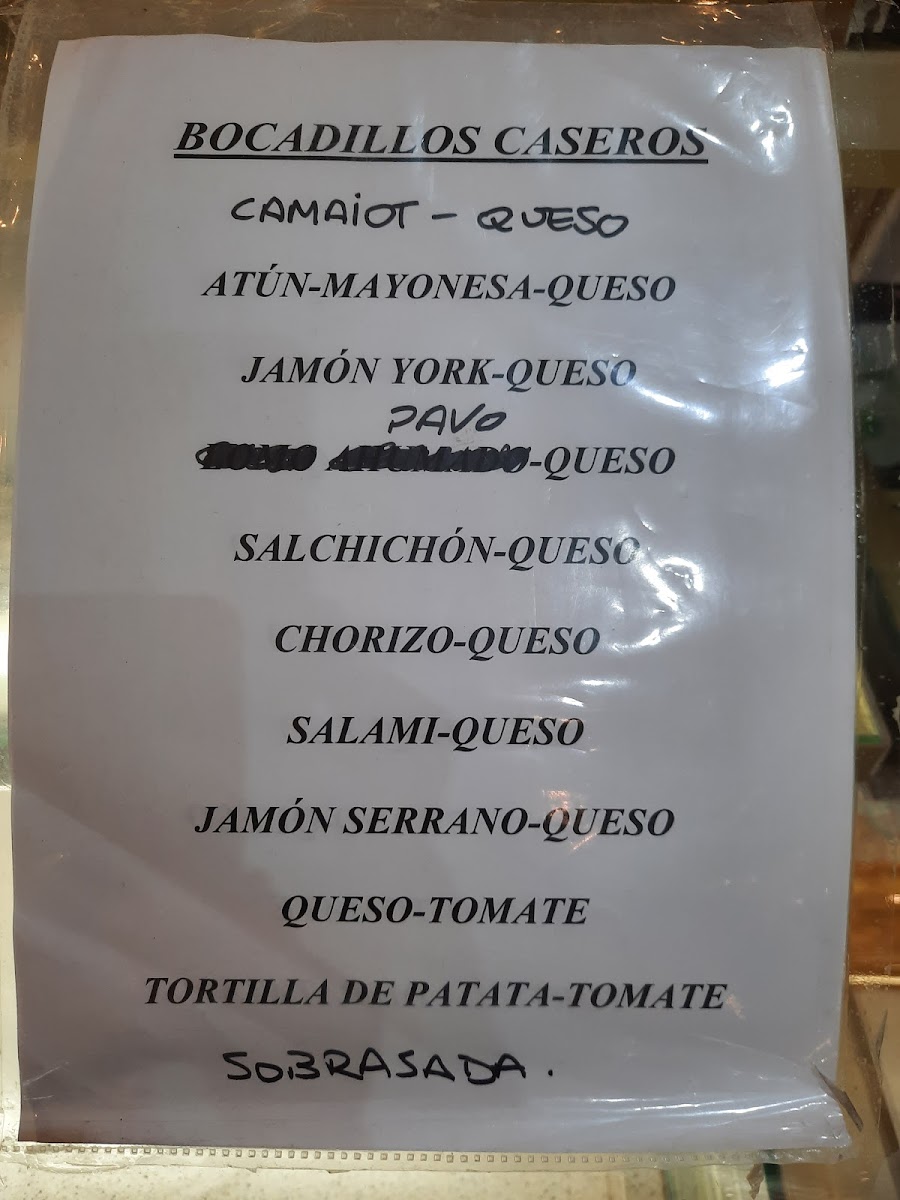 BOCADILLOS CASEROS
CAMAIOT - QUESO
ATÚN-MAYONESA-QUESO
JAMÓN YORK-QUESO
PAVO
-QUESO
SALCHICHÓN-QUESO
CHORIZO-QUESO
SALAMI-QUESO
JAMÓN SERRANO-QUESO
QUESO-TOMATE
TORTILLA DE PATATA-TOMATE
SOBRASADA.